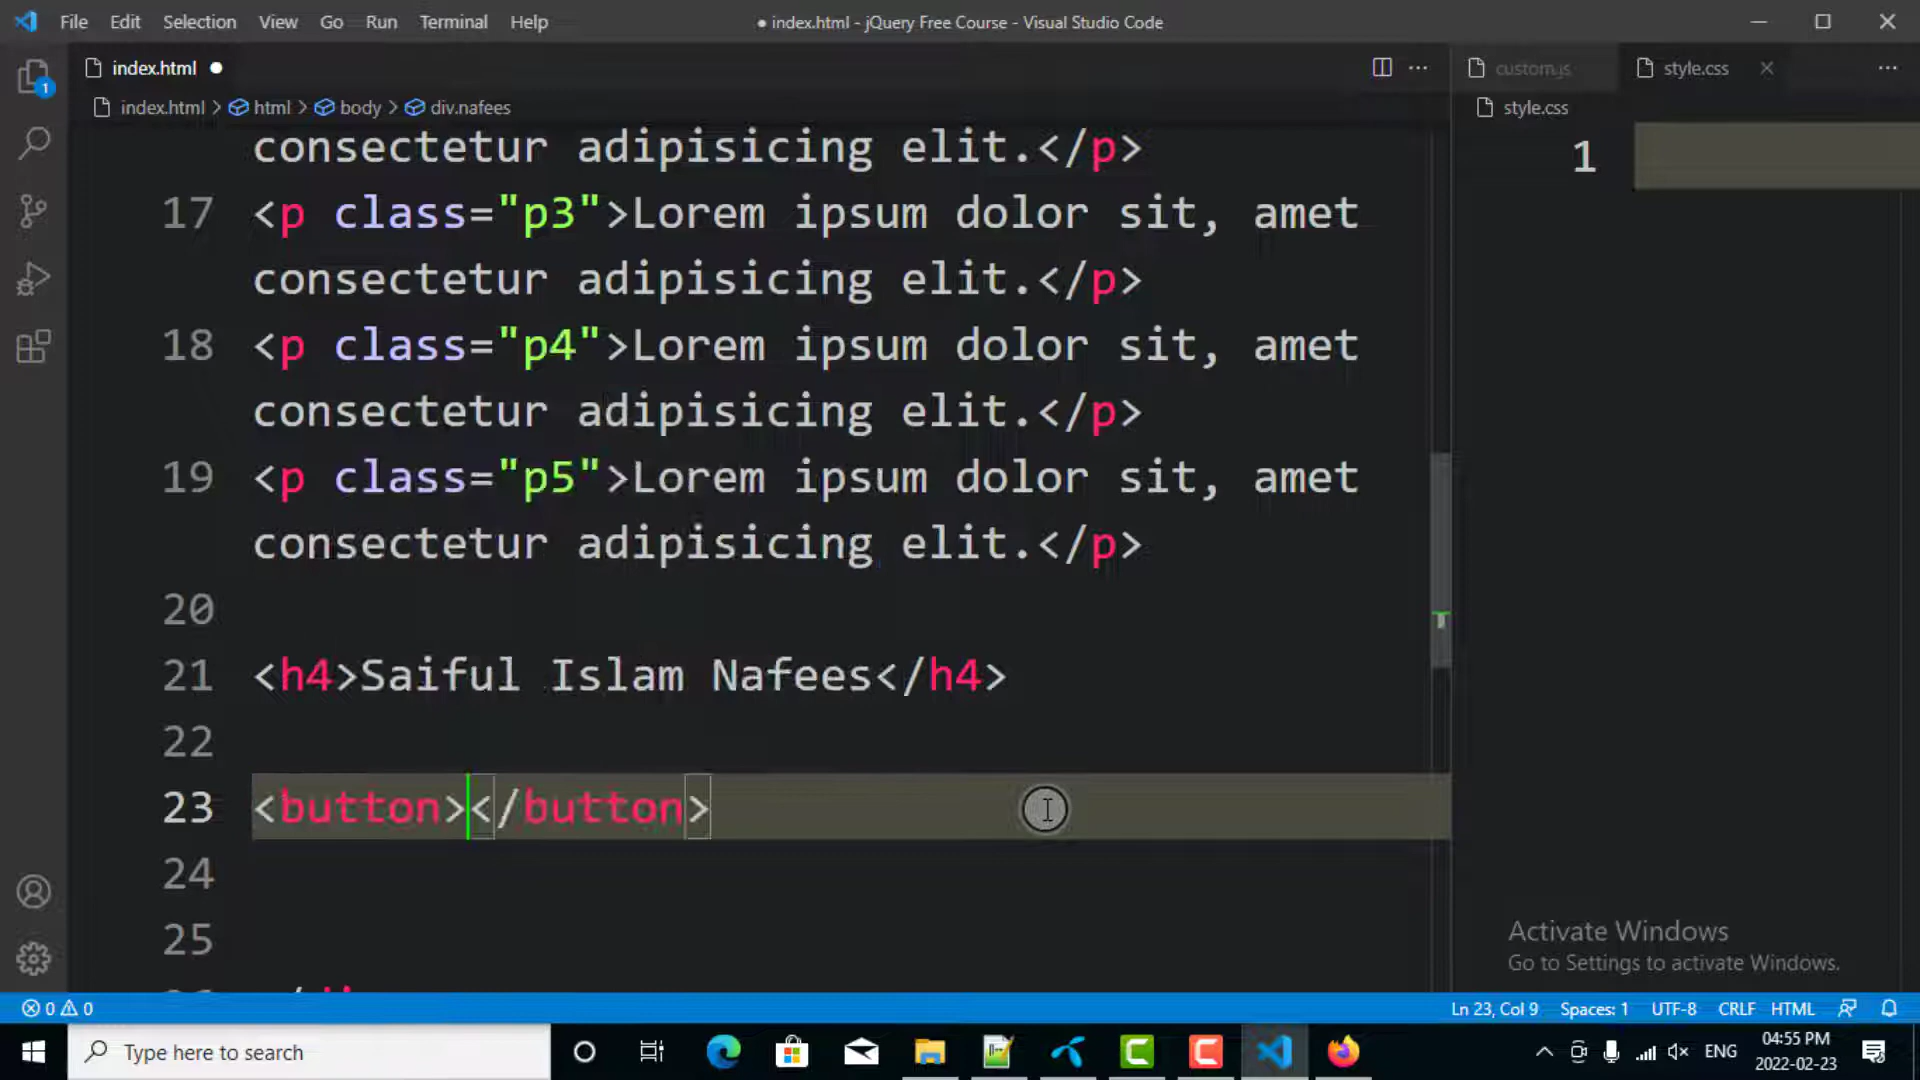 File Edit Selection View Go Run Terminal Help
● index.html - jQuery Free Course - Visual Studio Code
index.html ●
custom.js
style.css
index.html > html > body > div.nafees
style.css
1
consectetur adipisicing elit.</p>
17 <p class="p3">Lorem ipsum dolor sit, amet
consectetur adipisicing elit.</p>
18 <p class="p4">Lorem ipsum dolor sit, amet
consectetur adipisicing elit.</p>
19 <p class="p5">Lorem ipsum dolor sit, amet
consectetur adipisicing elit.</p>
20
21 <h4>Saiful Islam Nafees</h4>
22
23 <button></button>
24
25
Activate Windows
Go to Settings to activate Windows.
0 0
Ln 23, Col 9 Spaces: 1 UTF-8 CRLF HTML
Type here to search
ENG
04:55 PM
2022-02-23